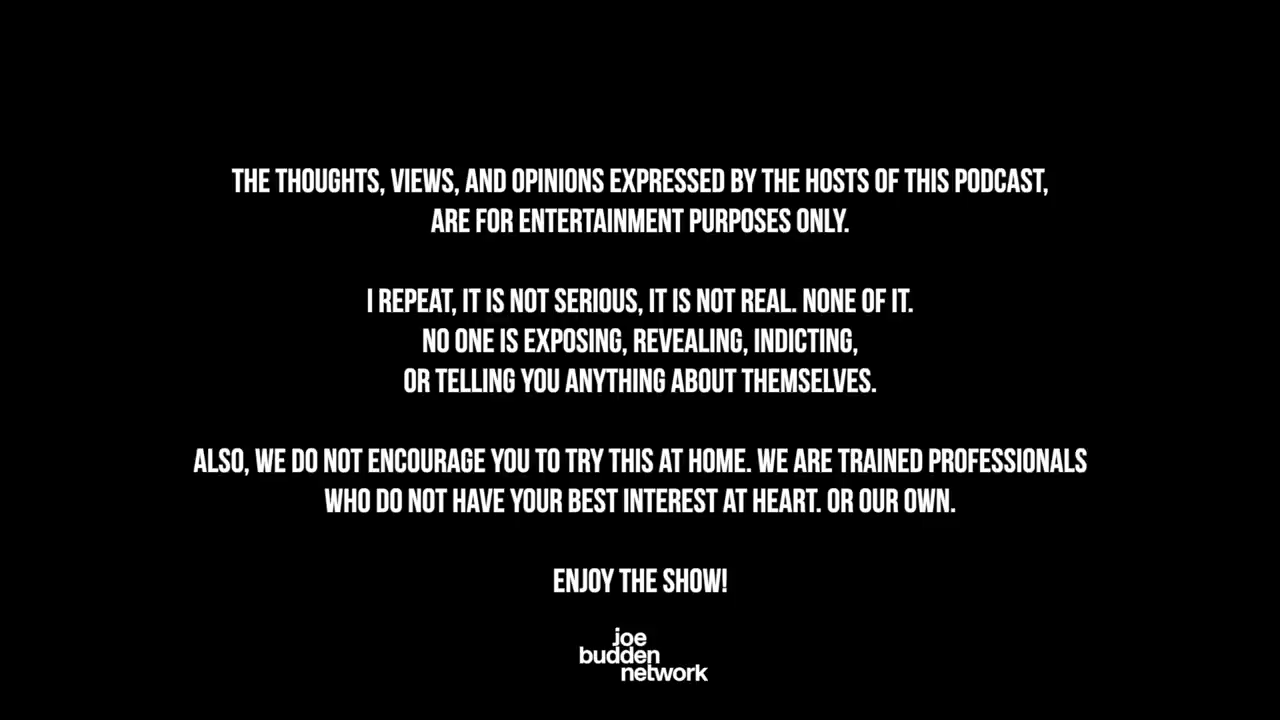 THE THOUGHTS, VIEWS, AND OPINIONS EXPRESSED BY THE HOSTS OF THIS PODCAST,
ARE FOR ENTERTAINMENT PURPOSES ONLY.
I REPEAT, IT IS NOT SERIOUS, IT IS NOT REAL. NONE OF IT.
NO ONE IS EXPOSING, REVEALING, INDICTING,
OR TELLING YOU ANYTHING ABOUT THEMSELVES.
ALSO, WE DO NOT ENCOURAGE YOU TO TRY THIS AT HOME. WE ARE TRAINED PROFESSIONALS
WHO DO NOT HAVE YOUR BEST INTEREST AT HEART. OR OUR OWN.
ENJOY THE SHOW!
joe
budden
network